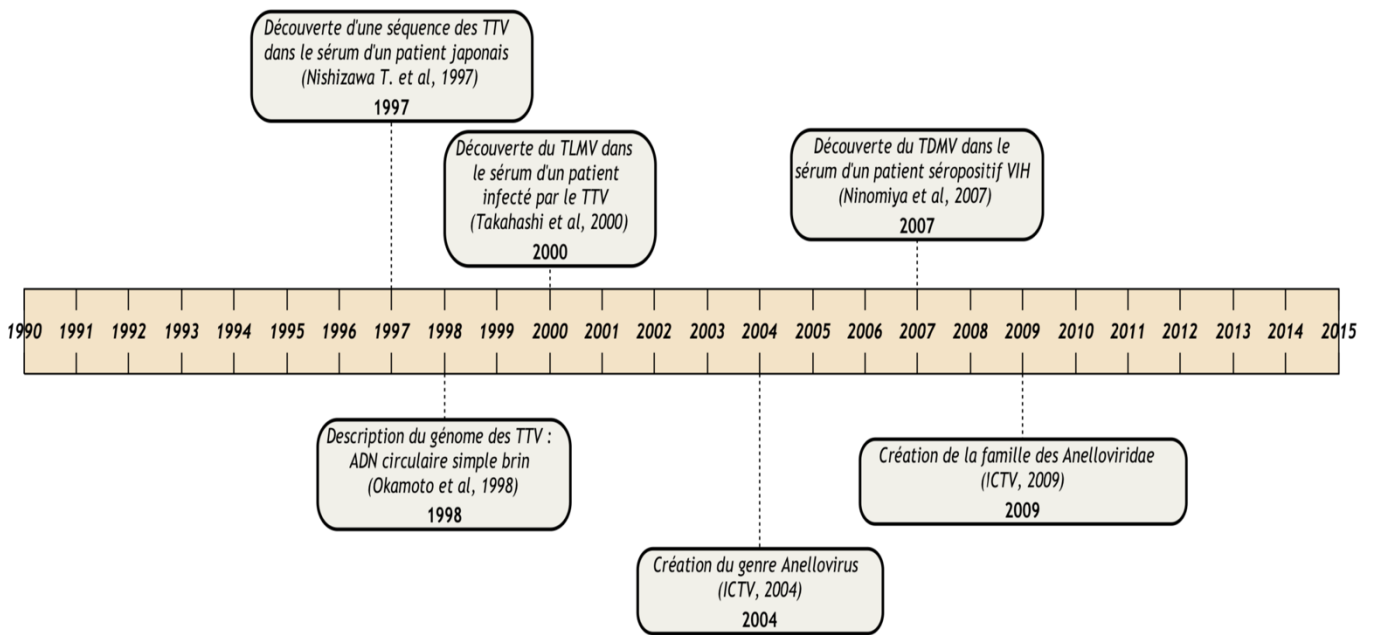 Découverte d'une séquence des TTV
dans le sérum d'un patient japonais
(Nishizawa T. et al, 1997)
1997
Découverte du TLMV dans
le sérum d'un patient
infecté par le TTV
(Takahashi et al, 2000)
2000
Découverte du TDMV dans le
sérum d'un patient séropositif VIH
(Ninomiya et al, 2007)
2007
1990 1991 1992 1993 1994 1995 1996 1997 1998 1999 2000 2001 2002 2003 2004 2005 2006 2007 2008 2009 2010 2011 2012 2013 2014 2015
Description du génome des TTV :
ADN circulaire simple brin
(Okamoto et al, 1998)
1998
Création de la famille des Anelloviridae
(ICTV, 2009)
2009
Création du genre Anellovirus
(ICTV, 2004)
2004